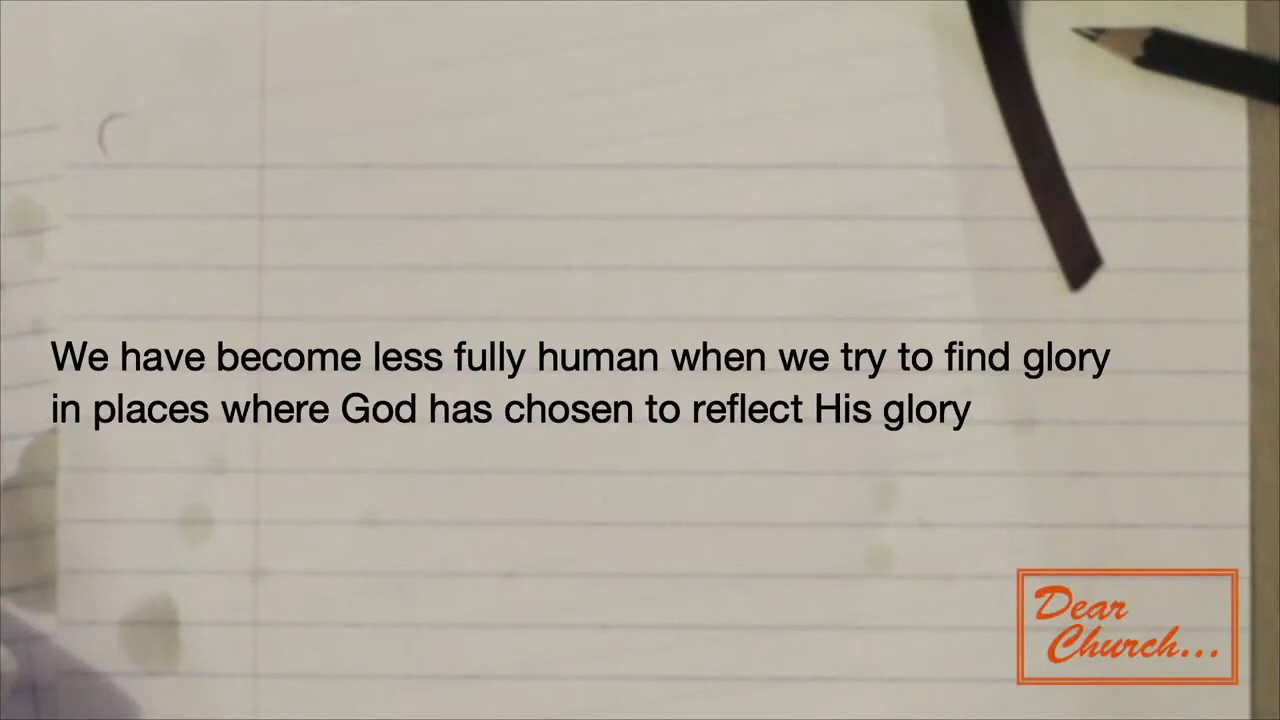 We have become less fully human when we try to find glory
in places where God has chosen to reflect His glory
Dear
Church...